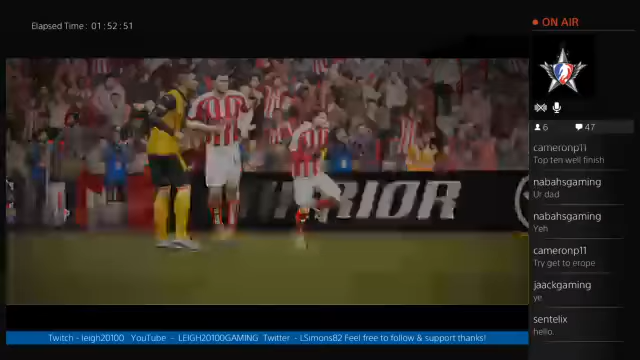 Elapsed Time : 01 : 52 : 51
ON AIR
6
47
cameronp11
Top ten well finish
nabahsgaming
Ur dad
nabahsgaming
Yeh
cameronp11
Try get to erope
jaackgaming
ye
sentelix
hello.
RIOR
Twitch - leigh20100 YouTube - LEIGH20100GAMING Twitter - LSimons82 Feel free to follow & support thanks!